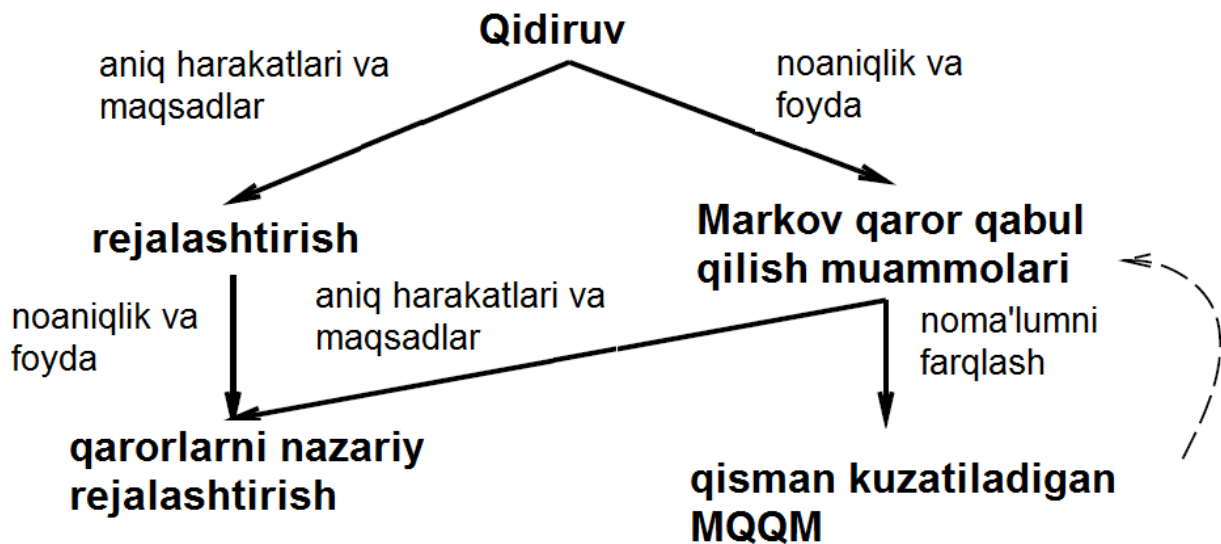 Qidiruv
aniq harakatlari va
maqsadlar
noaniqlik va
foyda
rejalashtirish
Markov qaror qabul
qilish muammolari
noaniqlik va
foyda
aniq harakatlari va
maqsadlar
noma'lumni
farqlash
qarorlarni nazariy
rejalashtirish
qisman kuzatiladigan
MQQM